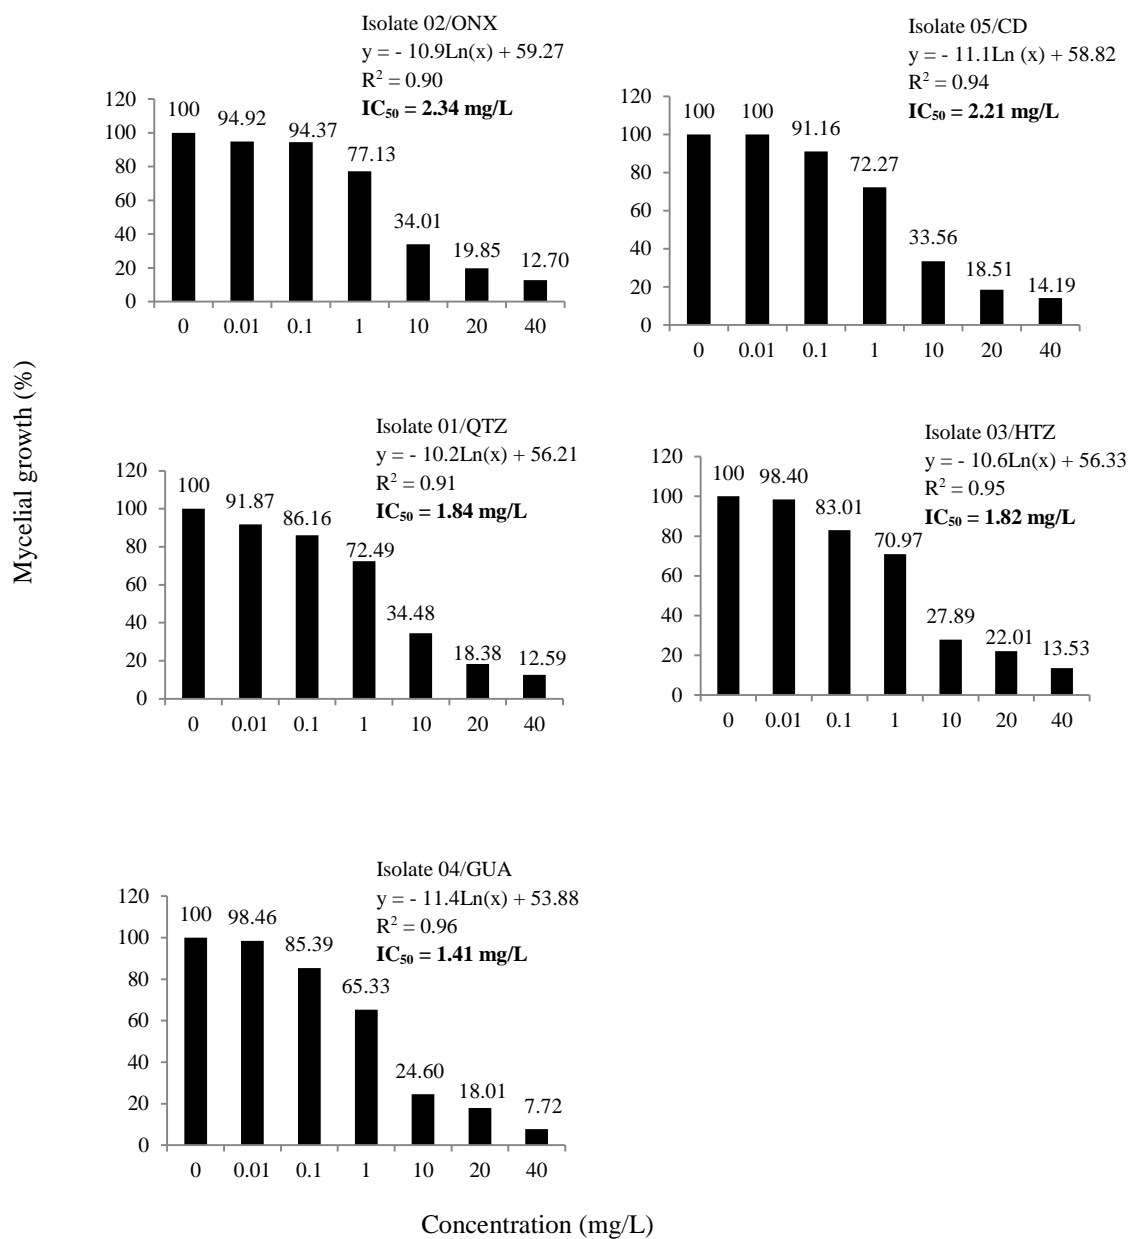 Isolate 02/ONX
y = - 10.9Ln(x) + 59.27
R² = 0.90
IC₅₀ = 2.34 mg/L
120
100
80
60
40
20
0
100
94.92
94.37
77.13
34.01
19.85
12.70
0 0.01 0.1 1 10 20 40
Isolate 05/CD
y = - 11.1Ln (x) + 58.82
R² = 0.94
IC₅₀ = 2.21 mg/L
120
100
80
60
40
20
0
100
100
91.16
72.27
33.56
18.51
14.19
0 0.01 0.1 1 10 20 40
Mycelial growth (%)
Isolate 01/QTZ
y = - 10.2Ln(x) + 56.21
R² = 0.91
IC₅₀ = 1.84 mg/L
120
100
80
60
40
20
0
100
91.87
86.16
72.49
34.48
18.38
12.59
0 0.01 0.1 1 10 20 40
Isolate 03/HTZ
y = - 10.6Ln(x) + 56.33
R² = 0.95
IC₅₀ = 1.82 mg/L
120
100
80
60
40
20
0
100
98.40
83.01
70.97
27.89
22.01
13.53
0 0.01 0.1 1 10 20 40
Isolate 04/GUA
y = - 11.4Ln(x) + 53.88
R² = 0.96
IC₅₀ = 1.41 mg/L
120
100
80
60
40
20
0
100
98.46
85.39
65.33
24.60
18.01
7.72
0 0.01 0.1 1 10 20 40
Concentration (mg/L)